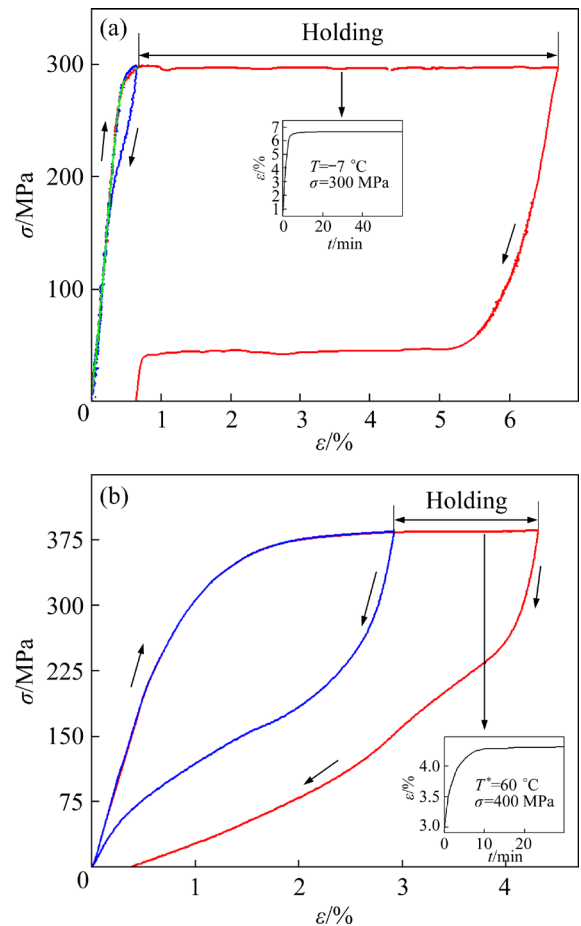 (a)
Holding
300
200
100
0
σ/MPa
7
6
5
4
3
2
1
ε/%
T=−7 °C
σ=300 MPa
0 20 40
t/min
1 2 3 4 5 6
ε/%
(b)
Holding
375
300
225
150
75
0
σ/MPa
4.0
3.5
3.0
ε/%
T*=60 °C
σ=400 MPa
0 10 20
t/min
1 2 3 4
ε/%